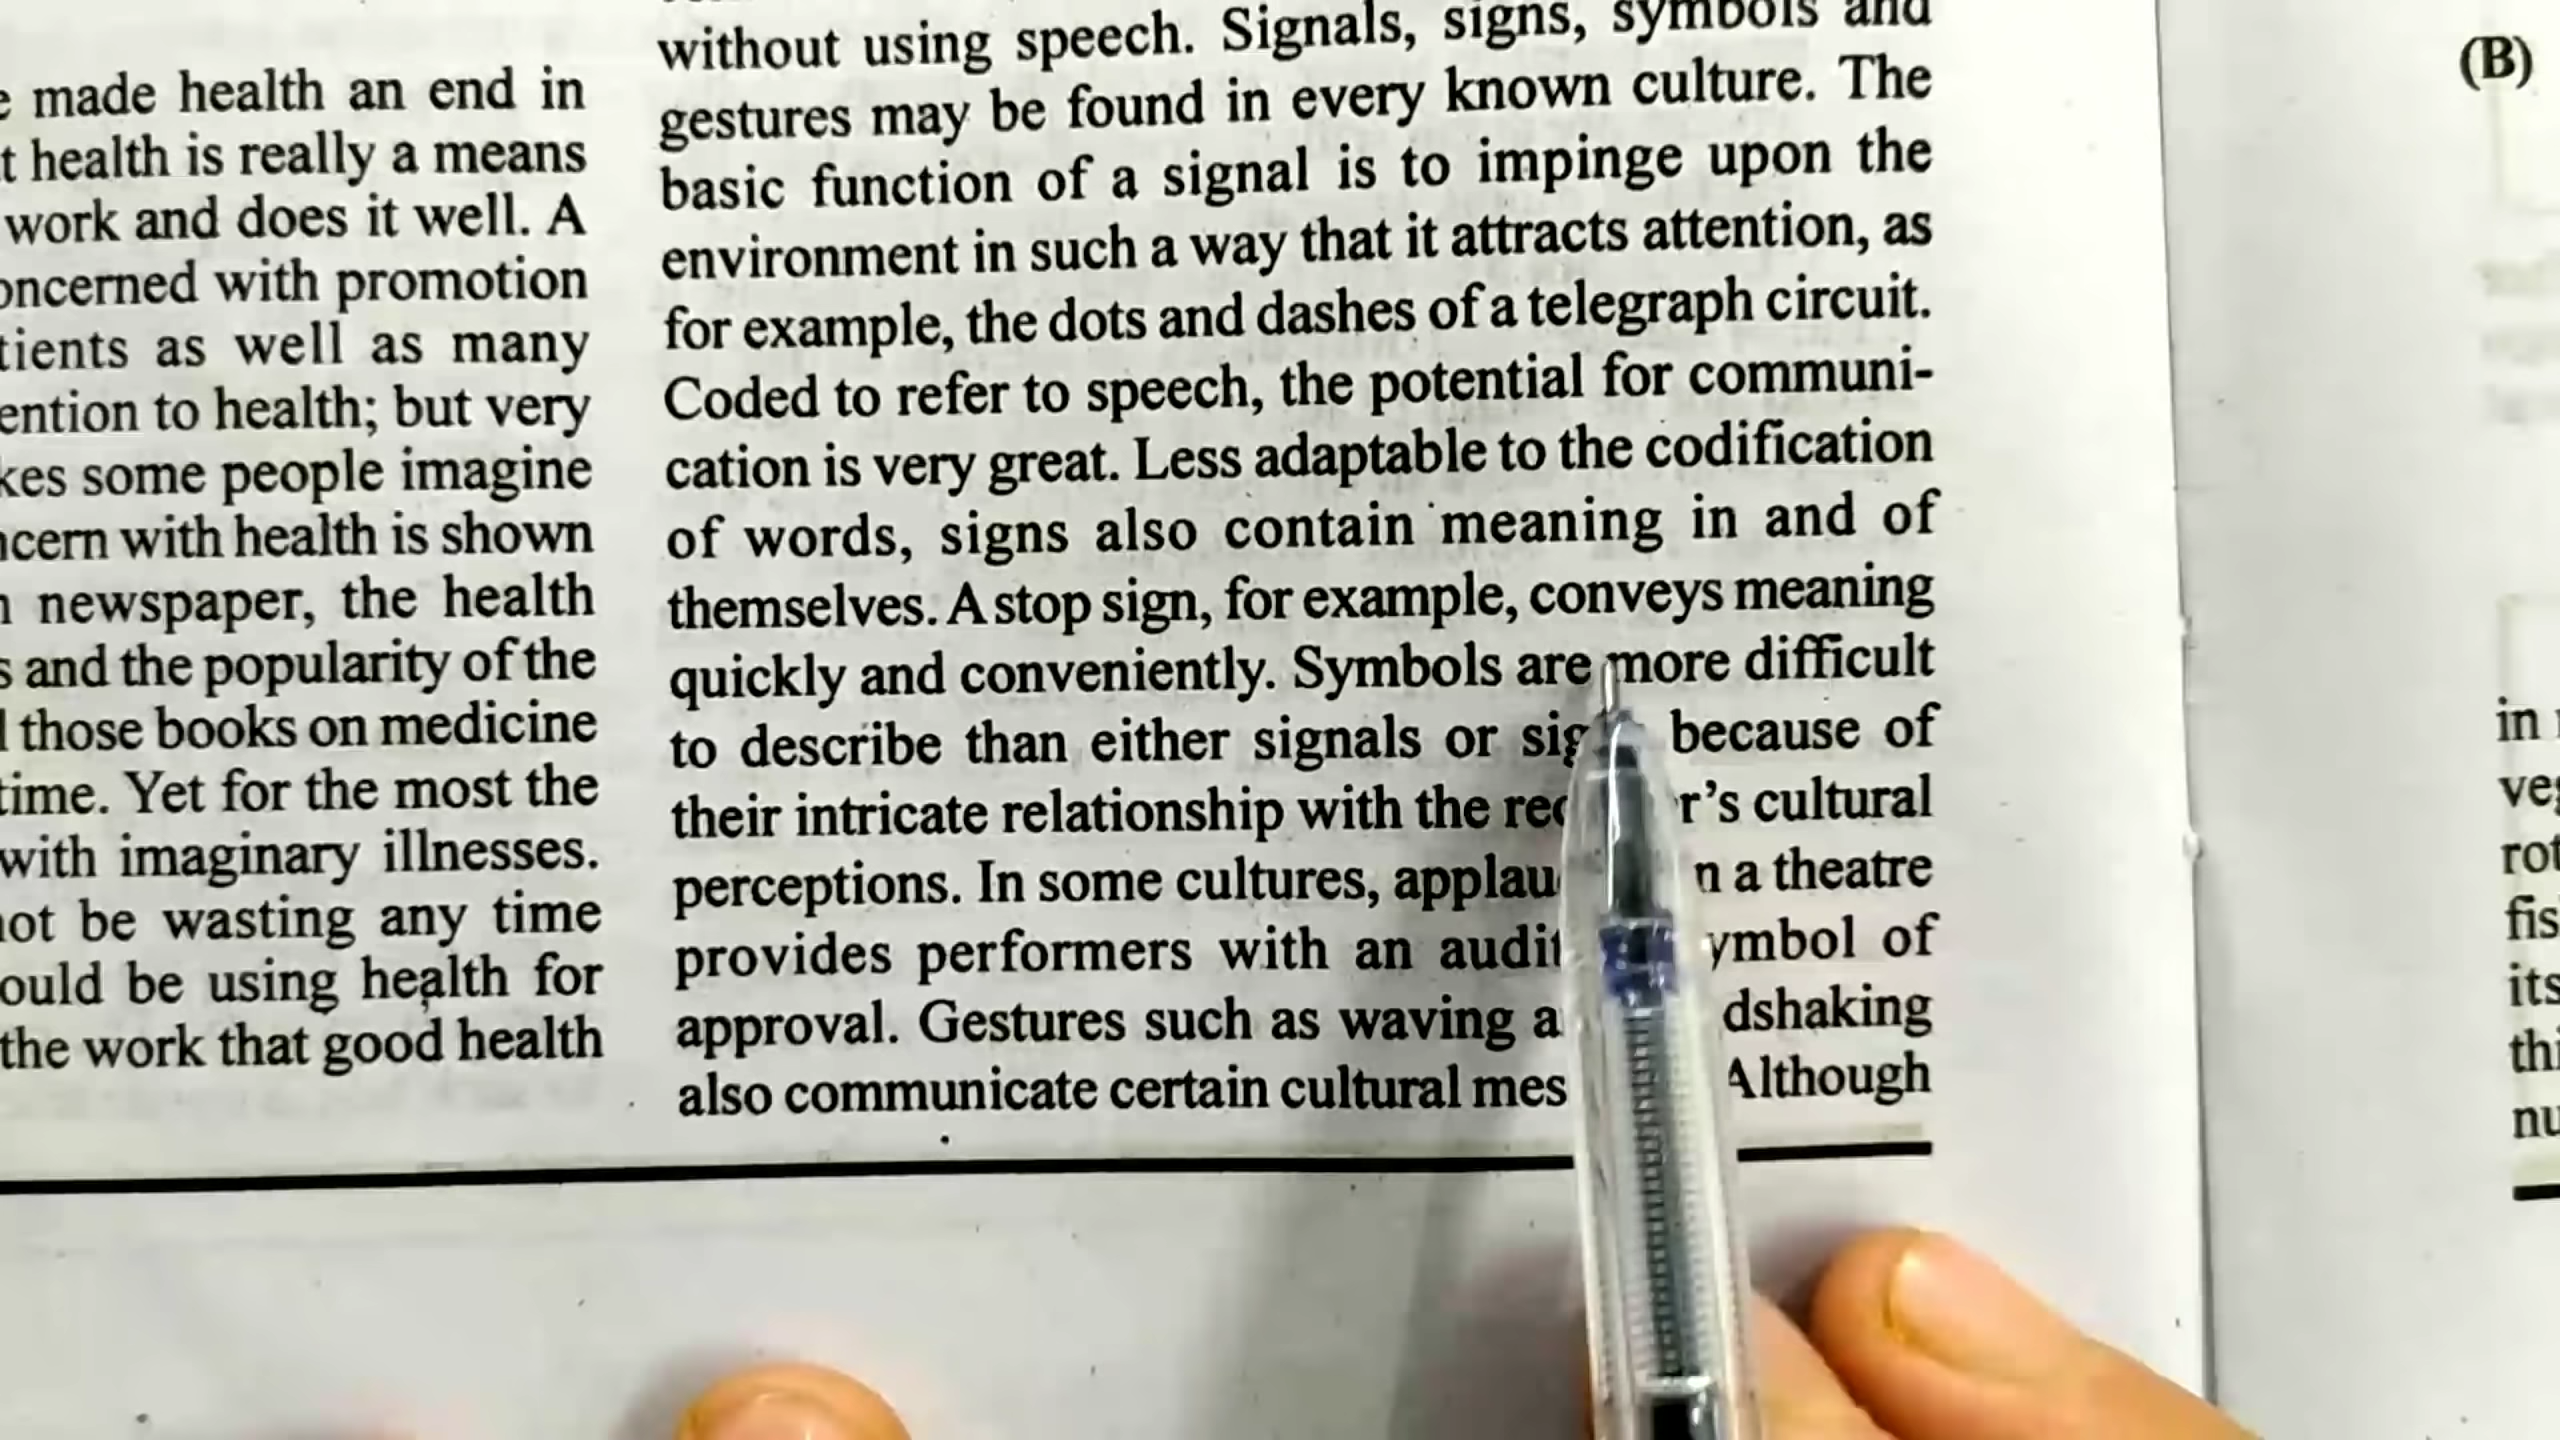 made health an end in
health is really a means
work and does it well. A
with promotion
as well as many
to health; but very
some people imagine
with health is shown
newspaper, the health
and the popularity of the
those books on medicine
time. Yet for the most the
with imaginary illnesses.
be wasting any time
be using health for
the work that good health
without using speech. Signals, signs, symbols and
gestures may be found in every known culture. The
basic function of a signal is to impinge upon the
environment in such a way that it attracts attention, as
for example, the dots and dashes of a telegraph circuit.
Coded to refer to speech, the potential for communi-
cation is very great. Less adaptable to the codification
of words, signs also contain meaning in and of
themselves. A stop sign, for example, conveys meaning
quickly and conveniently. Symbols are more difficult
to describe than either signals or because of
their intricate relationship with the cultural
perceptions. In some cultures, a theatre
provides performers with an of
approval. Gestures such as waving
also communicate certain cultural Although
(B)
in